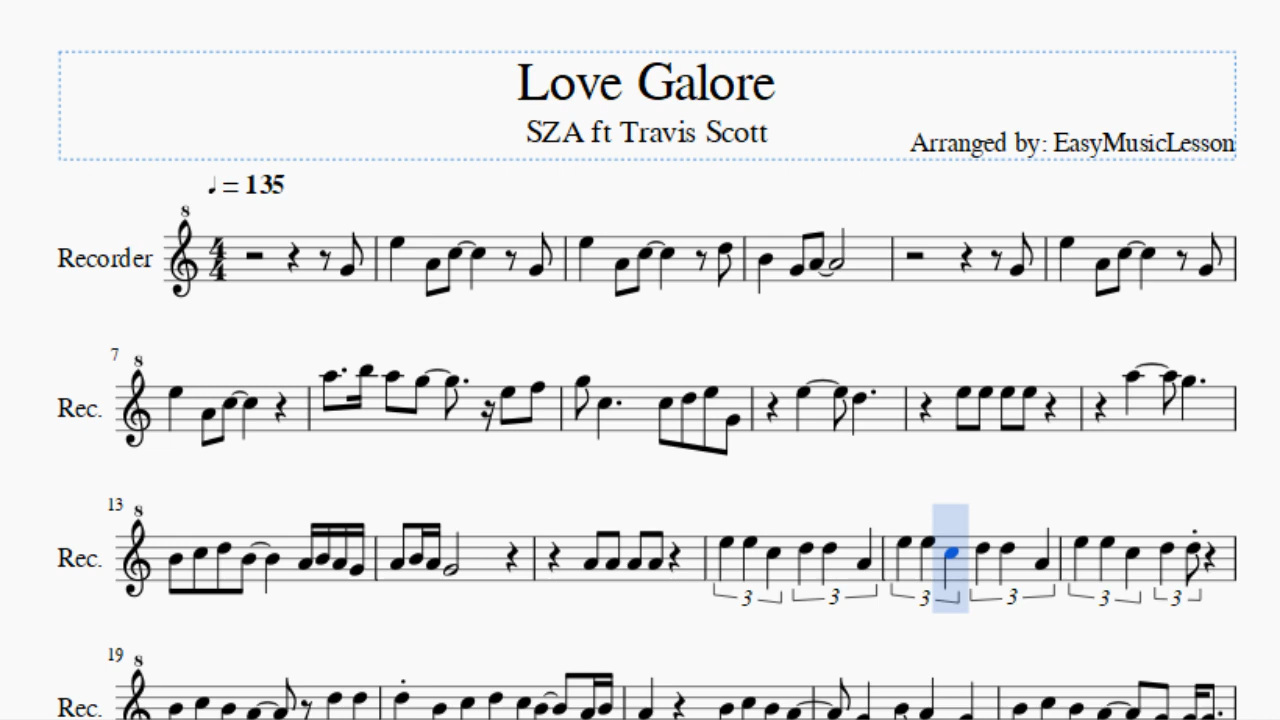 Love Galore
SZA ft Travis Scott
Arranged by: EasyMusicLesson
♩ = 135
8
Recorder
4
4
7
8
Rec.
13
8
Rec.
3 3 3 3 3 3
19
8
Rec.